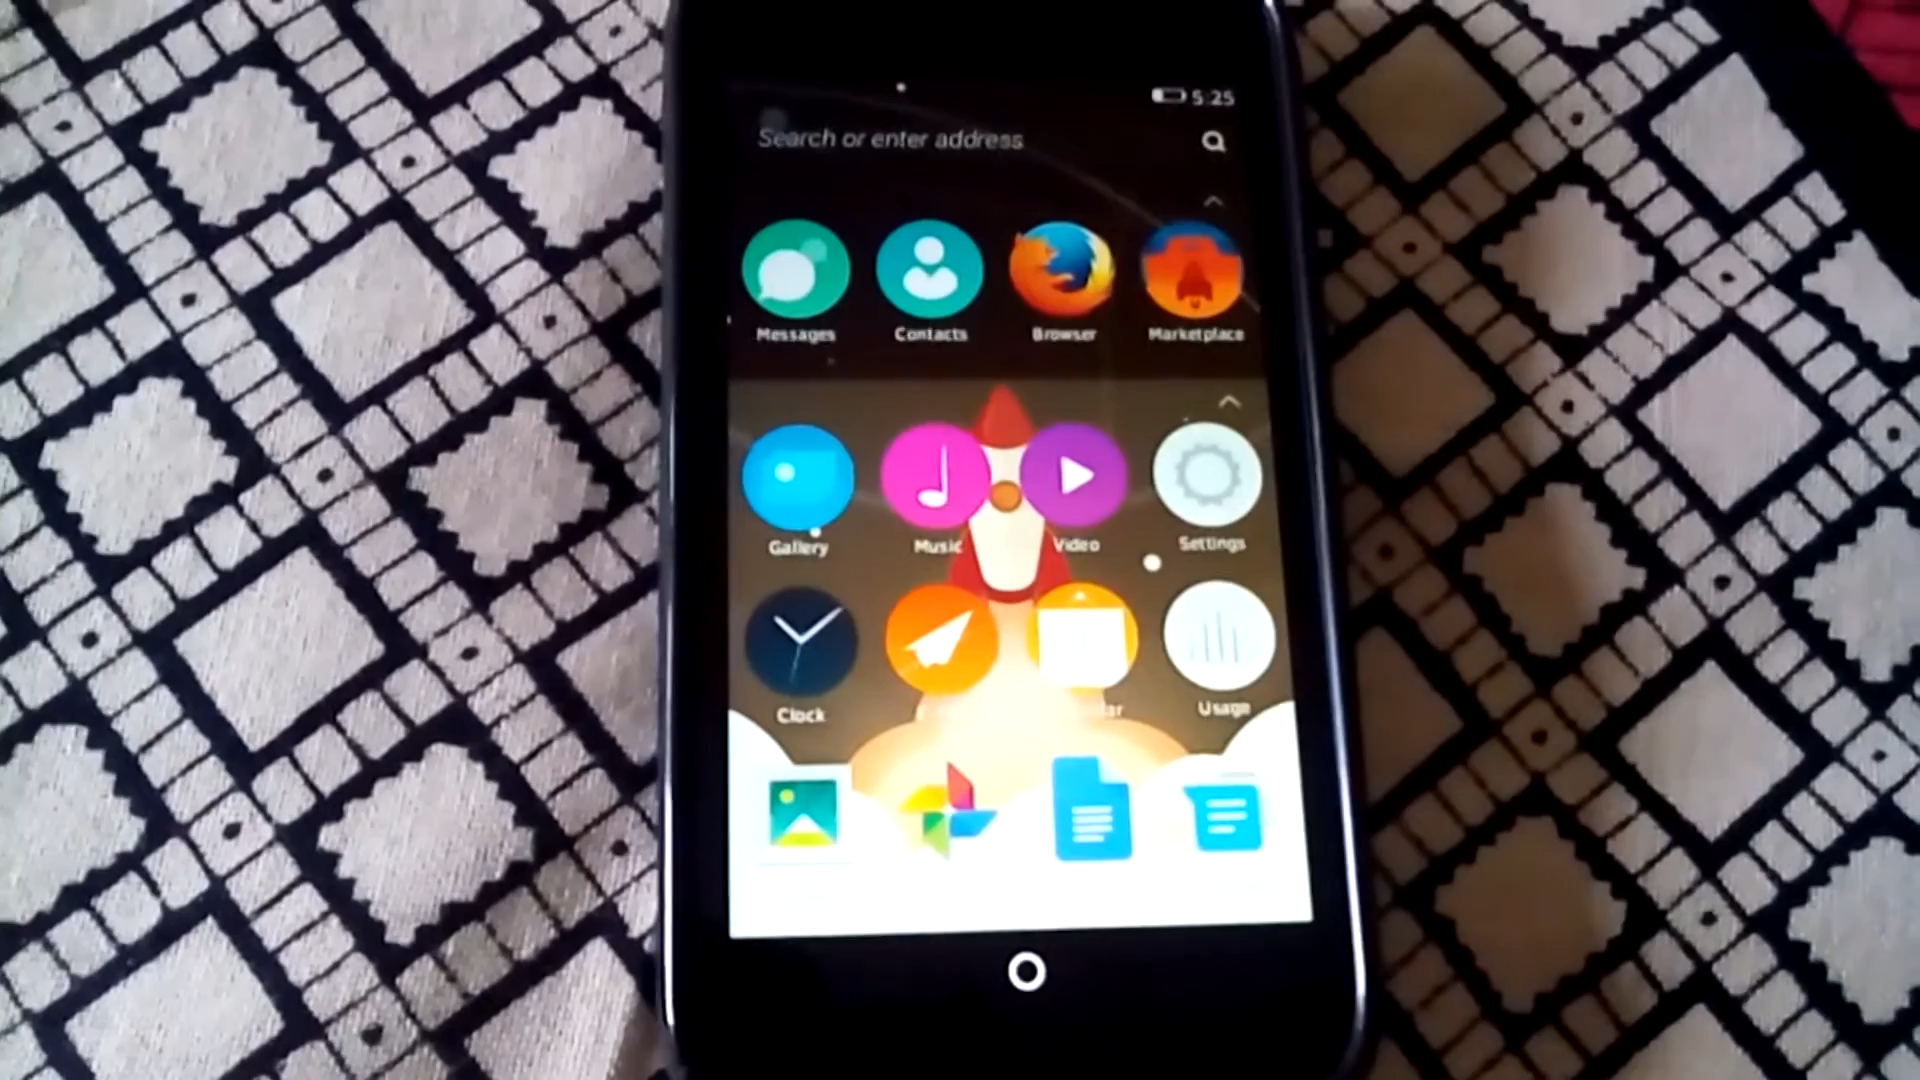 5:25
Search or enter address
Messages Contacts Browser Marketplace
Gallery Music Video Settings
Clock Usage